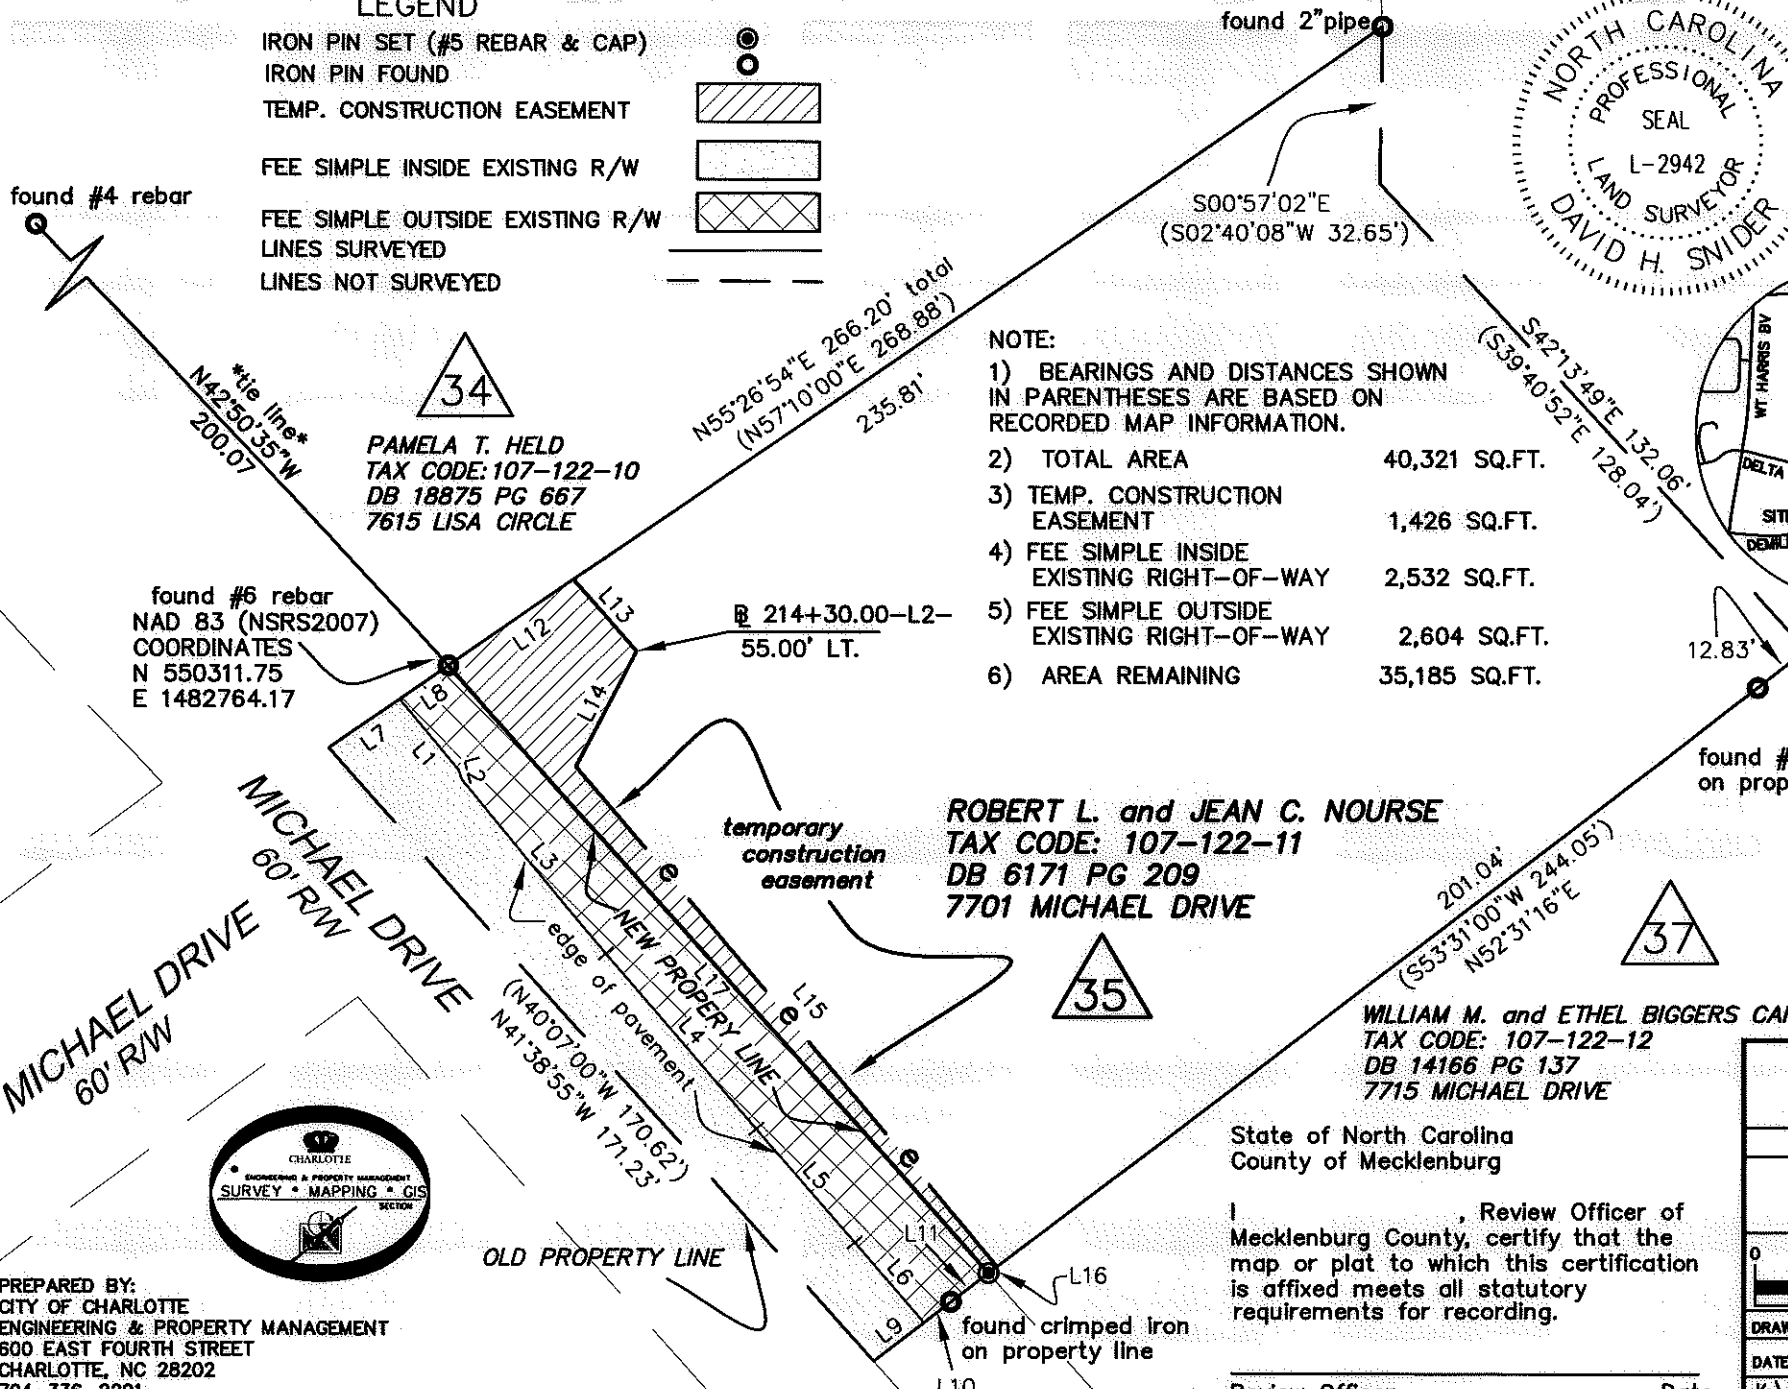 LEGEND
IRON PIN SET (#5 REBAR & CAP)
IRON PIN FOUND
TEMP. CONSTRUCTION EASEMENT
FEE SIMPLE INSIDE EXISTING R/W
FEE SIMPLE OUTSIDE EXISTING R/W
LINES SURVEYED
LINES NOT SURVEYED
found 2"pipe
NORTH CAROLINA
PROFESSIONAL
SEAL
L-2942
LAND SURVEYOR
DAVID H. SNIDER
found #4 rebar
S00°57'02"E
(S02°40'08"W 32.65')
*tie line*
N42°50'35"W
200.07
34
PAMELA T. HELD
TAX CODE: 107-122-10
DB 18875 PG 667
7615 LISA CIRCLE
N55°26'54"E 266.20' total
(N57°10'00"E 268.88')
235.81'
NOTE:
1) BEARINGS AND DISTANCES SHOWN
IN PARENTHESES ARE BASED ON
RECORDED MAP INFORMATION.
2) TOTAL AREA 40,321 SQ.FT.
3) TEMP. CONSTRUCTION
EASEMENT 1,426 SQ.FT.
4) FEE SIMPLE INSIDE
EXISTING RIGHT-OF-WAY 2,532 SQ.FT.
5) FEE SIMPLE OUTSIDE
EXISTING RIGHT-OF-WAY 2,604 SQ.FT.
6) AREA REMAINING 35,185 SQ.FT.
S42°13'49"E 132.06'
(S39°40'52"E 128.04')
WT HARRIS BV
DELTA
12.83'
found #6 rebar
NAD 83 (NSRS2007)
COORDINATES
N 550311.75
E 1482764.17
L12
L13
L14
214+30.00-L2-
55.00' LT.
L8
L7
L1
L2
L3
L17
L4
L15
L5
L11
L6
L9
L16
L10
e
e
e
MICHAEL DRIVE
60' R/W
MICHAEL DRIVE
60' R/W
temporary
construction
easement
edge of pavement
NEW PROPERY LINE
(N40°07'00"W 170.62')
N41°38'55"W 171.23'
OLD PROPERTY LINE
ROBERT L. and JEAN C. NOURSE
TAX CODE: 107-122-11
DB 6171 PG 209
7701 MICHAEL DRIVE
35
found #
on prop
201.04'
(S53°31'00"W 244.05')
N52°31'16"E
37
WILLIAM M. and ETHEL BIGGERS
TAX CODE: 107-122-12
DB 14166 PG 137
7715 MICHAEL DRIVE
State of North Carolina
County of Mecklenburg
I , Review Officer of
Mecklenburg County, certify that the
map or plat to which this certification
is affixed meets all statutory
requirements for recording.
found crimped iron
on property line
CHARLOTTE
ENGINEERING & PROPERTY MANAGEMENT
SURVEY * MAPPING * GIS
SECTION
PREPARED BY:
CITY OF CHARLOTTE
ENGINEERING & PROPERTY MANAGEMENT
600 EAST FOURTH STREET
CHARLOTTE, NC 28202
0
DRAW
DATE